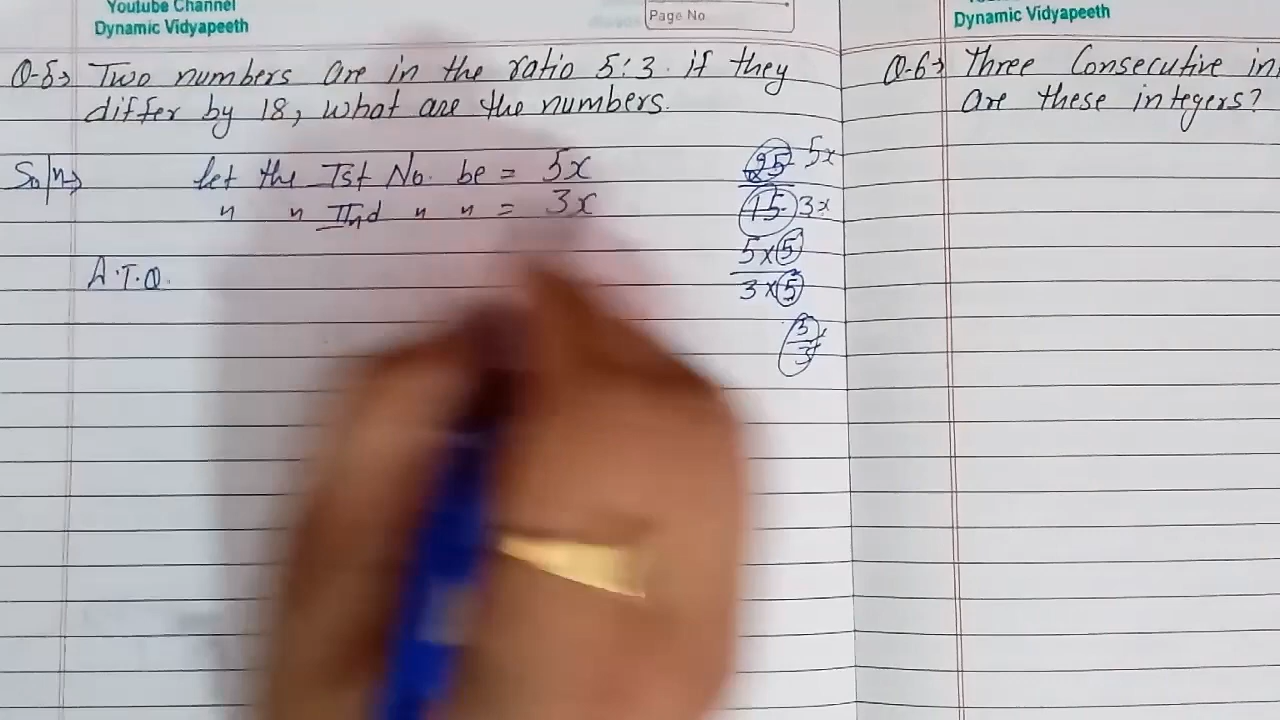 Youtube Channel
Dynamic Vidyapeeth
Page No
Dynamic Vidyapeeth
Q-5→ Two numbers are in the ratio 5:3. if they
differ by 18, what are the numbers.
Soln→ let the Ist No. be = 5x
" " IInd " " = 3x
A.T.Q.
25 5x
15 3x
5x5
3x5
5
3
Q-6→ Three Consecutive in
are these integers?